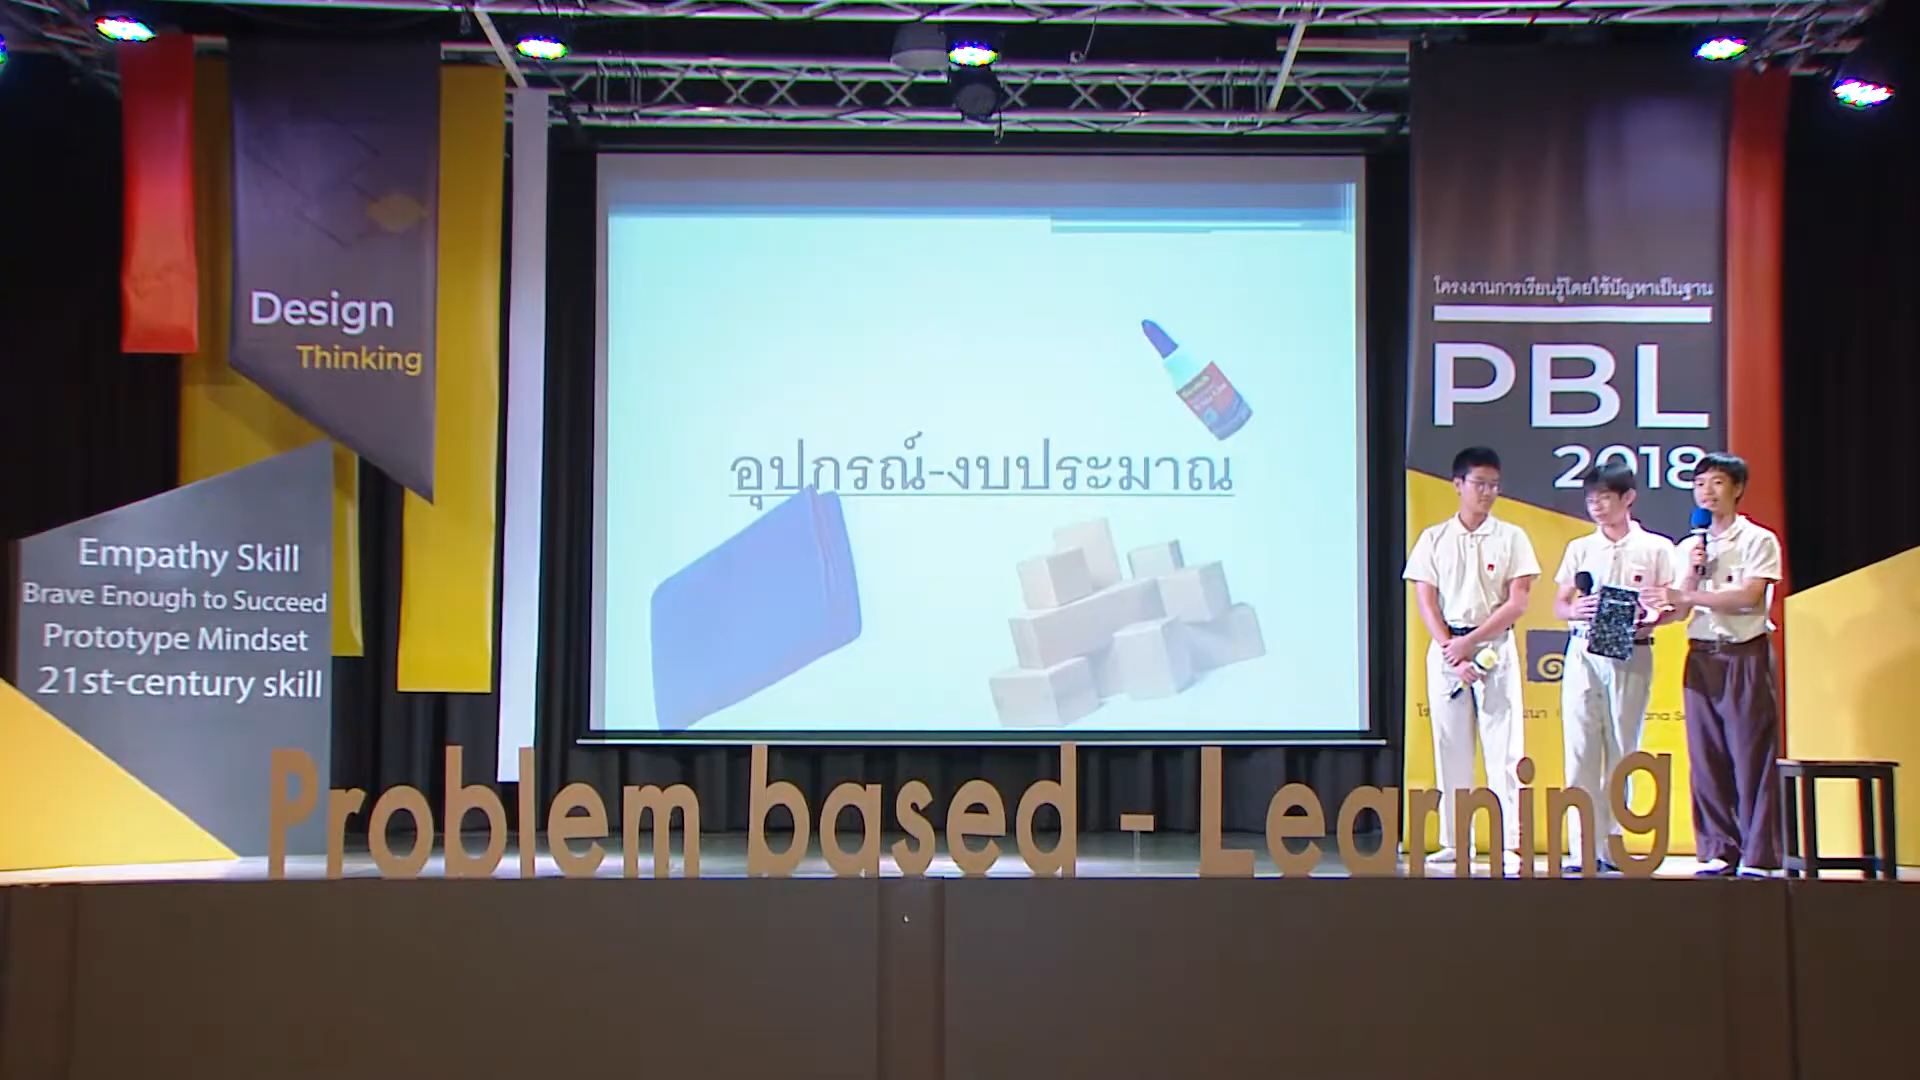 Design
Thinking
Empathy Skill
Brave Enough to Succeed
Prototype Mindset
21st-century skill
อุปกรณ์-งบประมาณ
โครงงานการเรียนรู้โดยใช้ปัญหาเป็นฐาน
PBL
2018
Problem based - Learning